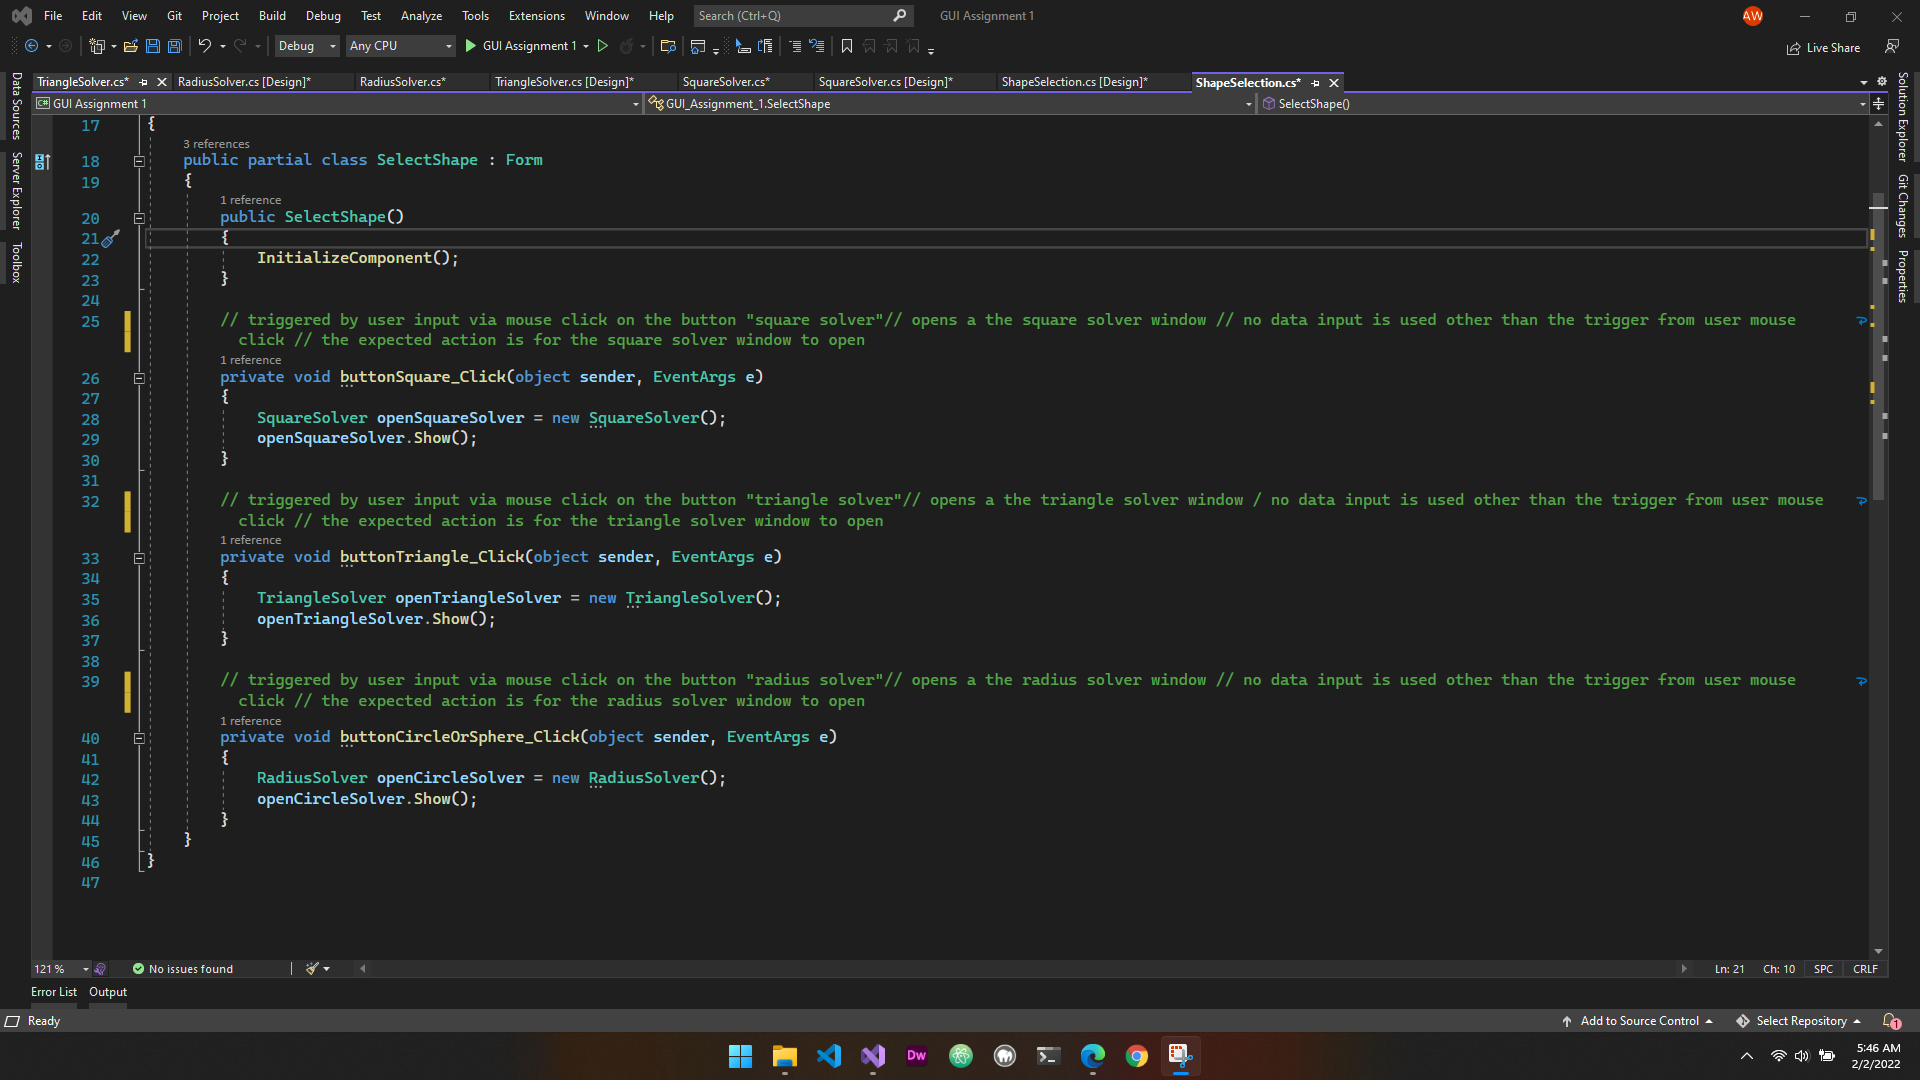 File Edit View Git Project Build Debug Test Analyze Tools Extensions Window Help Search (Ctrl+Q) GUI Assignment 1 AW
Debug Any CPU GUI Assignment 1 Live Share
TriangleSolver.cs* RadiusSolver.cs [Design]* RadiusSolver.cs* TriangleSolver.cs [Design]* SquareSolver.cs* SquareSolver.cs [Design]* ShapeSelection.cs [Design]* ShapeSelection.cs*
GUI Assignment 1 GUI_Assignment_1.SelectShape SelectShape()
Data Sources
Server Explorer
Toolbox
Solution Explorer
Git Changes
Properties
17 {
3 references
18 public partial class SelectShape : Form
19 {
1 reference
20 public SelectShape()
21 {
22 InitializeComponent();
23 }
24
25 // triggered by user input via mouse click on the button "square solver"// opens a the square solver window // no data input is used other than the trigger from user mouse
click // the expected action is for the square solver window to open
1 reference
26 private void buttonSquare_Click(object sender, EventArgs e)
27 {
28 SquareSolver openSquareSolver = new SquareSolver();
29 openSquareSolver.Show();
30 }
31
32 // triggered by user input via mouse click on the button "triangle solver"// opens a the triangle solver window / no data input is used other than the trigger from user mouse
click // the expected action is for the triangle solver window to open
1 reference
33 private void buttonTriangle_Click(object sender, EventArgs e)
34 {
35 TriangleSolver openTriangleSolver = new TriangleSolver();
36 openTriangleSolver.Show();
37 }
38
39 // triggered by user input via mouse click on the button "radius solver"// opens a the radius solver window // no data input is used other than the trigger from user mouse
click // the expected action is for the radius solver window to open
1 reference
40 private void buttonCircleOrSphere_Click(object sender, EventArgs e)
41 {
42 RadiusSolver openCircleSolver = new RadiusSolver();
43 openCircleSolver.Show();
44 }
45 }
46 }
47
121 % No issues found Ln: 21 Ch: 10 SPC CRLF
Error List Output
Ready Add to Source Control Select Repository 1
Dw
5:46 AM
2/2/2022